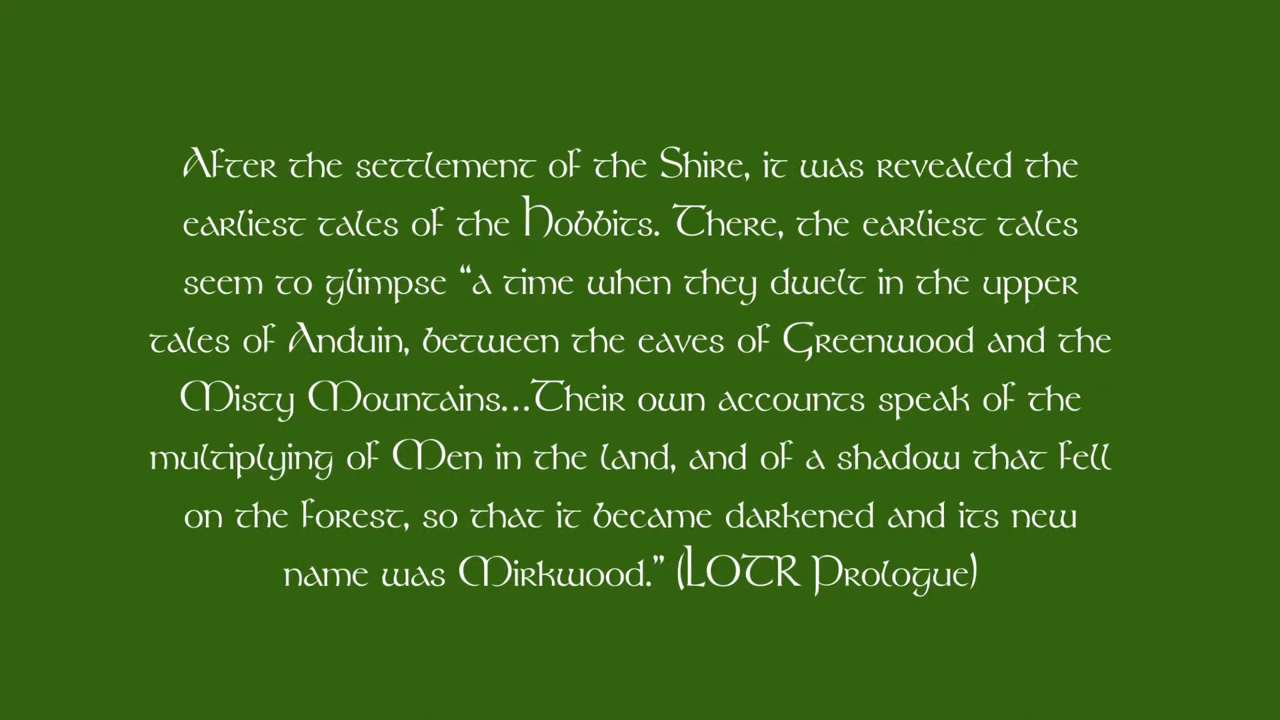 After the settlement of the Shire, it was revealed the
earliest tales of the Hobbits. There, the earliest tales
seem to glimpse “a time when they dwelt in the upper
tales of Anduin, between the eaves of Greenwood and the
Misty Mountains...Their own accounts speak of the
multiplying of Men in the land, and of a shadow that fell
on the forest, so that it became darkened and its new
name was Mirkwood.” (LOTR Prologue)